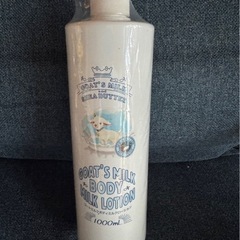 GOAT'S MILK
SHEA BUTTER
GOAT'S MILK
BODY
MILK LOTION
1000mL